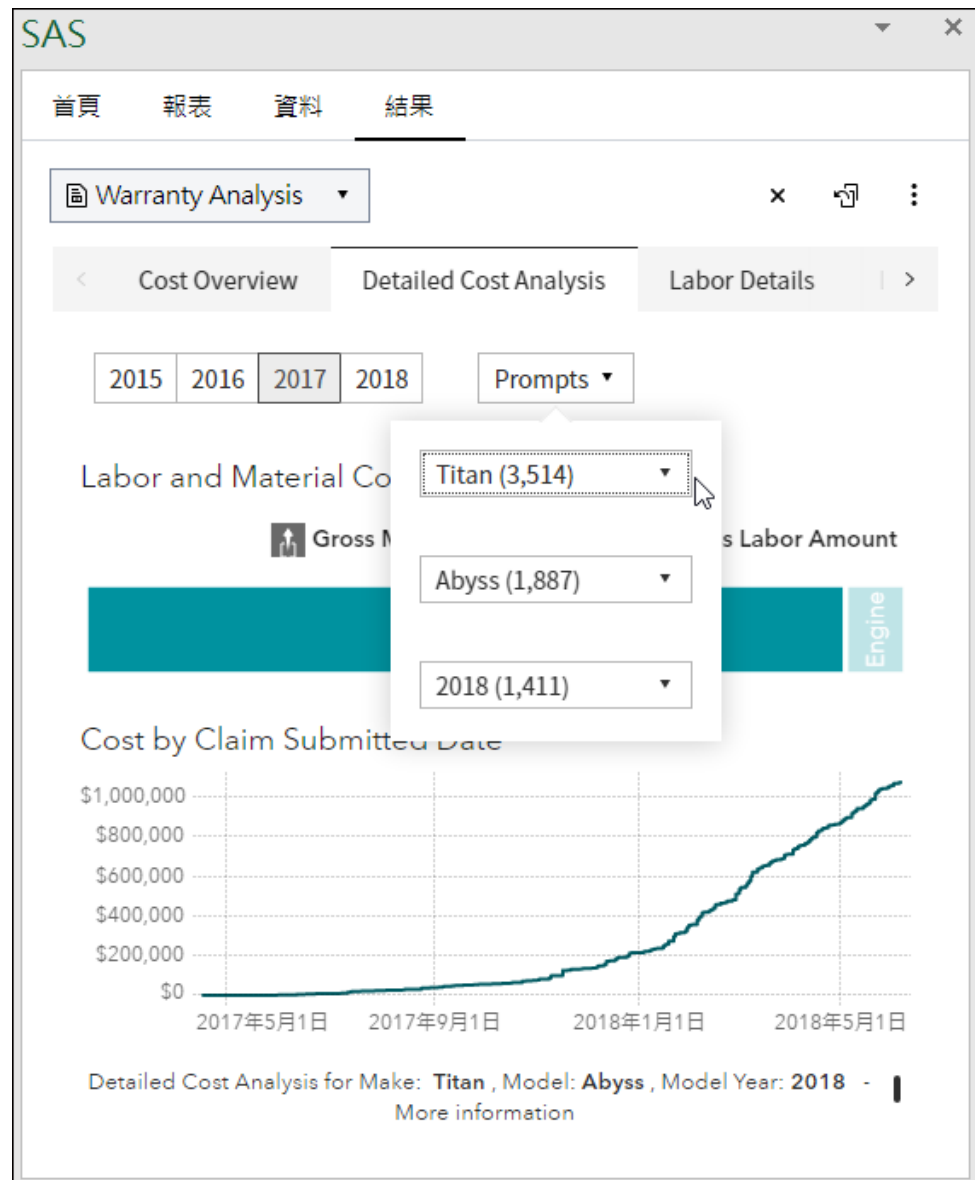 SAS
首頁 報表 資料 結果
Warranty Analysis
Cost Overview Detailed Cost Analysis Labor Details
2015 2016 2017 2018 Prompts
Titan (3,514)
Labor and Material Co
Gross s Labor Amount
Abyss (1,887)
Engine
2018 (1,411)
Cost by Claim Submitted Date
$1,000,000
$800,000
$600,000
$400,000
$200,000
$0
2017年5月1日 2017年9月1日 2018年1月1日 2018年5月1日
Detailed Cost Analysis for Make: Titan , Model: Abyss , Model Year: 2018 -
More information